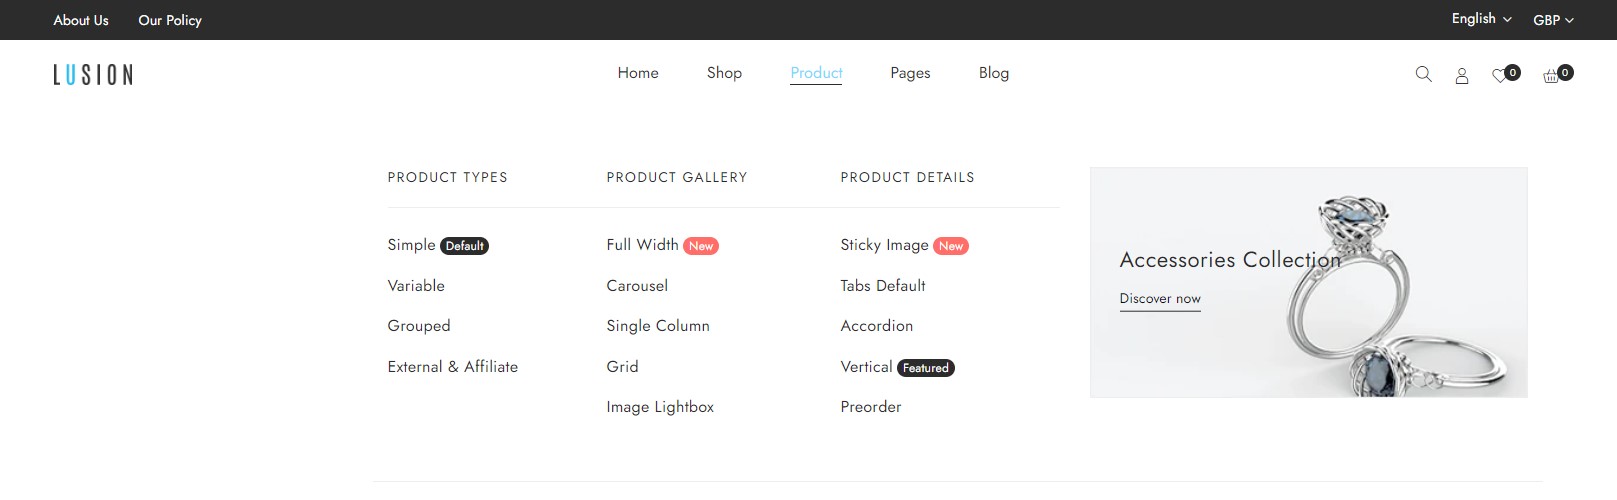 About Us Our Policy English GBP
LUSION Home Shop Product Pages Blog 0 0
PRODUCT TYPES PRODUCT GALLERY PRODUCT DETAILS
Simple Default Full Width New Sticky Image New
Accessories Collection
Variable Carousel Tabs Default
Discover now
Grouped Single Column Accordion
External & Affiliate Grid Vertical Featured
Image Lightbox Preorder